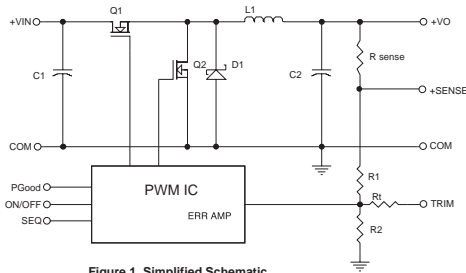 Q1
L1
+VIN
+VO
C1
Q2
D1
C2
R sense
+SENSE
COM
COM
R1
PGood
PWM IC
Rt
ON/OFF
TRIM
SEQ
ERR AMP
R2
Figure 1. Simplified Schematic